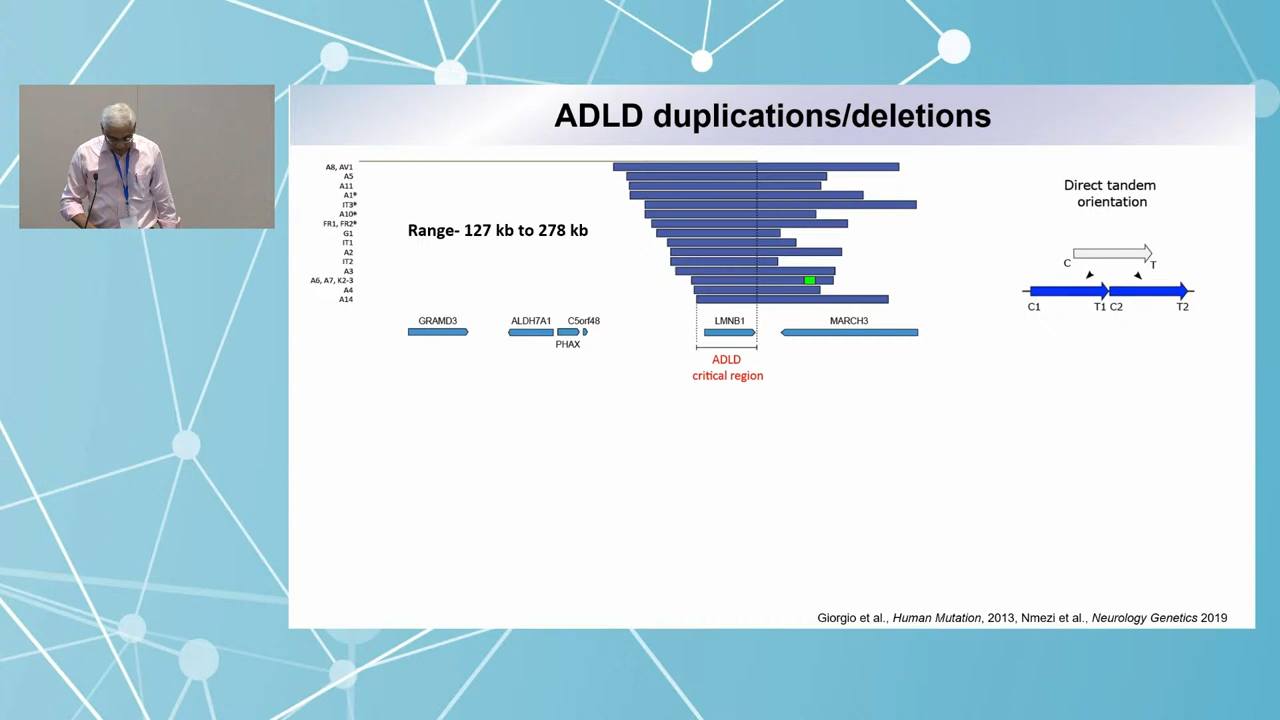 ADLD duplications/deletions
A8, AV1
A5
A11
A1*
IT3*
A10*
FR1, FR2*
G1
IT1
A2
IT2
A3
A6, A7, K2-3
A4
A14
Range- 127 kb to 278 kb
GRAMD3
ALDH7A1
C5orf48
PHAX
LMNB1
MARCH3
ADLD
critical region
Direct tandem
orientation
C
T
C1
T1
C2
T2
Giorgio et al., Human Mutation, 2013, Nmezi et al., Neurology Genetics 2019